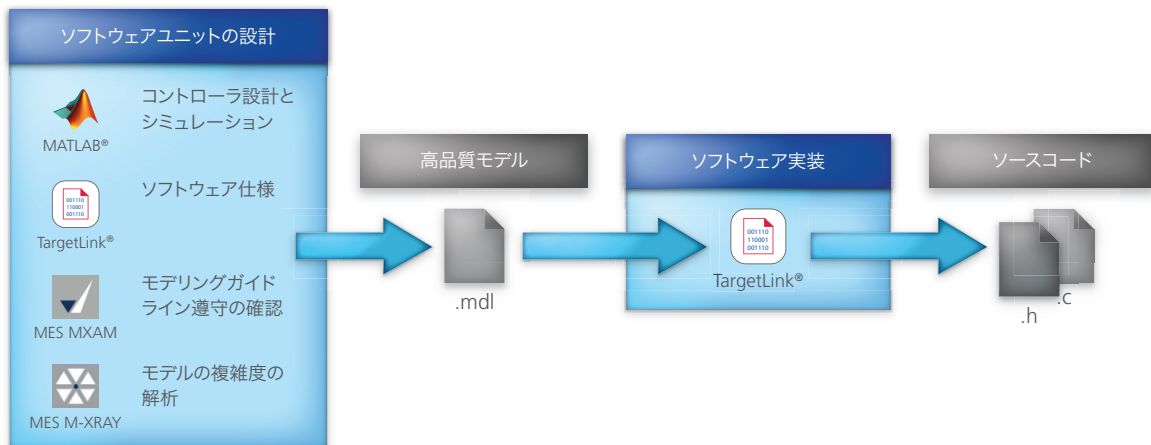 ソフトウェアユニットの設計
コントローラ設計と
シミュレーション
MATLAB®
ソフトウェア仕様
001110
110001
001110
TargetLink®
モデリングガイド
ライン遵守の確認
MES MXAM
モデルの複雑度の
解析
MES M-XRAY
高品質モデル
.mdl
ソフトウェア実装
001110
110001
001110
TargetLink®
ソースコード
.c
.h